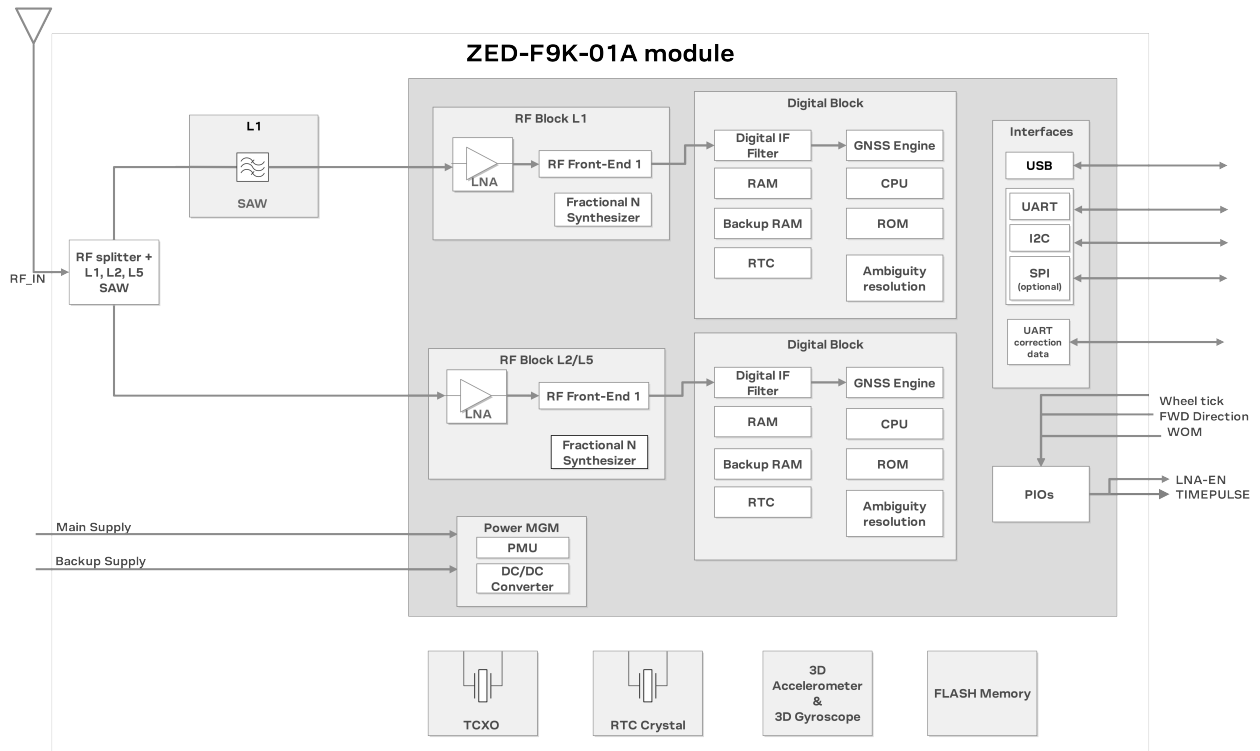 ZED-F9K-01A module
L1
SAW
RF_IN
RF splitter +
L1, L2, L5
SAW
RF Block L1
LNA
RF Front-End 1
Fractional N
Synthesizer
Digital Block
Digital IF
Filter
GNSS Engine
RAM
CPU
Backup RAM
ROM
RTC
Ambiguity
resolution
Interfaces
USB
UART
I2C
SPI
(optional)
UART
correction
data
RF Block L2/L5
LNA
RF Front-End 1
Fractional N
Synthesizer
Digital Block
Digital IF
Filter
GNSS Engine
RAM
CPU
Backup RAM
ROM
RTC
Ambiguity
resolution
Wheel tick
FWD Direction
WOM
PIOs
LNA-EN
TIMEPULSE
Main Supply
Backup Supply
Power MGM
PMU
DC/DC
Converter
TCXO
RTC Crystal
3D
Accelerometer
&
3D Gyroscope
FLASH Memory